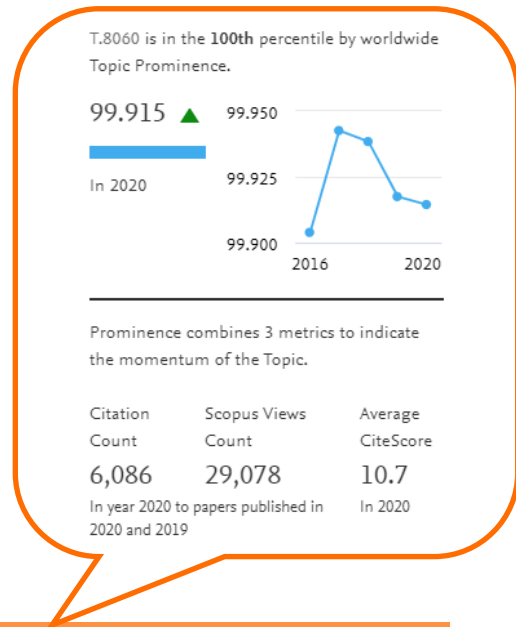 T.8060 is in the 100th percentile by worldwide
Topic Prominence.
99.915
In 2020
99.950
99.925
99.900
2016 2020
Prominence combines 3 metrics to indicate
the momentum of the Topic.
Citation Scopus Views Average
Count Count CiteScore
6,086 29,078 10.7
In year 2020 to papers published in In 2020
2020 and 2019